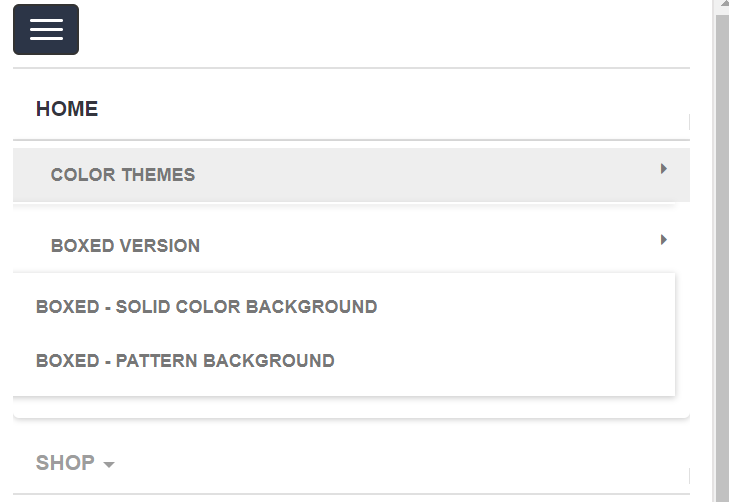 HOME
COLOR THEMES
BOXED VERSION
BOXED - SOLID COLOR BACKGROUND
BOXED - PATTERN BACKGROUND
SHOP